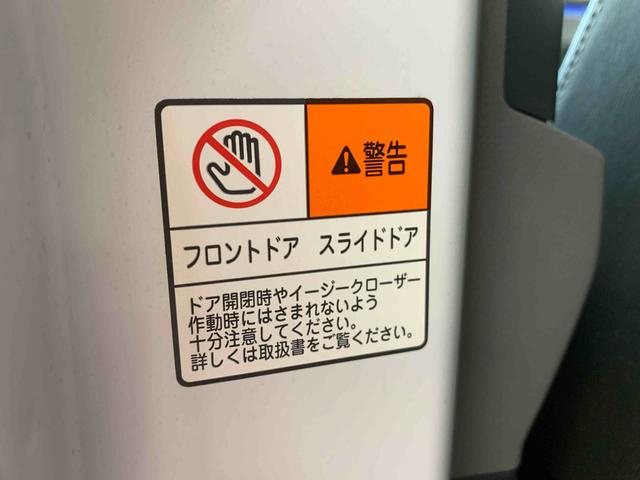 警告
フロントドア スライドドア
ドア開閉時やイージークローザー
作動時にはさまれないよう
十分注意してください。
詳しくは取扱書をご覧ください。